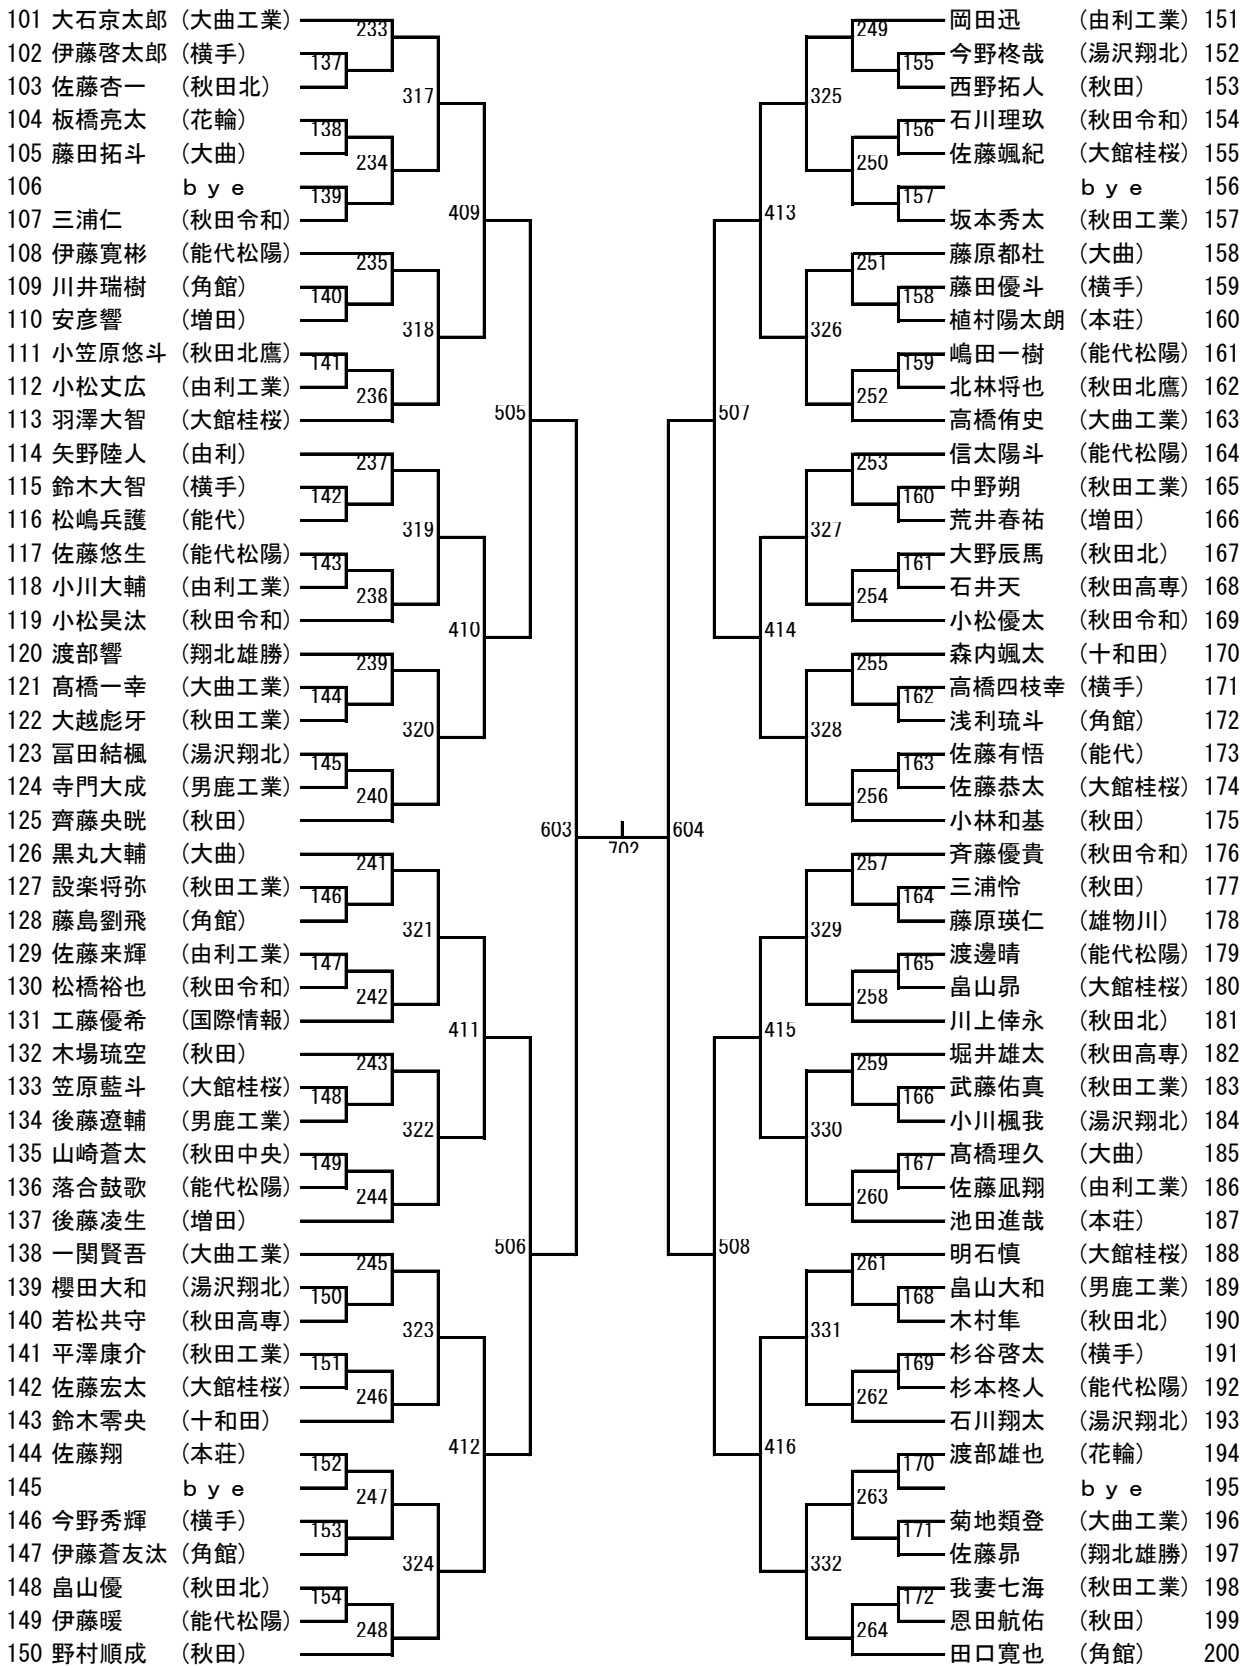 101 大石京太郎 (大曲工業) 233
102 伊藤啓太郎 (横手) 137
103 佐藤杏一 (秋田北) 317
104 板橋亮太 (花輪) 138
105 藤田拓斗 (大曲) 234
106 ｂｙｅ 139
107 三浦仁 (秋田令和) 409
108 伊藤寛彬 (能代松陽) 235
109 川井瑞樹 (角館) 140
110 安彦響 (増田) 318
111 小笠原悠斗 (秋田北鷹) 141
112 小松丈広 (由利工業) 236
113 羽澤大智 (大館桂桜) 505
114 矢野陸人 (由利) 237
115 鈴木大智 (横手) 142
116 松嶋兵護 (能代) 319
117 佐藤悠生 (能代松陽) 143
118 小川大輔 (由利工業) 238
119 小松昊汰 (秋田令和) 410
120 渡部響 (翔北雄勝) 239
121 髙橋一幸 (大曲工業) 144
122 大越彪牙 (秋田工業) 320
123 冨田結楓 (湯沢翔北) 145
124 寺門大成 (男鹿工業) 240
125 齊藤央晄 (秋田) 603
126 黒丸大輔 (大曲) 241
127 設楽将弥 (秋田工業) 146
128 藤島劉飛 (角館) 321
129 佐藤来輝 (由利工業) 147
130 松橋裕也 (秋田令和) 242
131 工藤優希 (国際情報) 411
132 木場琉空 (秋田) 243
133 笠原藍斗 (大館桂桜) 148
134 後藤遼輔 (男鹿工業) 322
135 山崎蒼太 (秋田中央) 149
136 落合鼓歌 (能代松陽) 244
137 後藤凌生 (増田) 506
138 一関賢吾 (大曲工業) 245
139 櫻田大和 (湯沢翔北) 150
140 若松共守 (秋田高専) 323
141 平澤康介 (秋田工業) 151
142 佐藤宏太 (大館桂桜) 246
143 鈴木零央 (十和田) 412
144 佐藤翔 (本荘) 152
145 ｂｙｅ 247
146 今野秀輝 (横手) 153
147 伊藤蒼友汰 (角館) 324
148 畠山優 (秋田北) 154
149 伊藤暖 (能代松陽) 248
150 野村順成 (秋田)
702
249 岡田迅 (由利工業) 151
155 今野柊哉 (湯沢翔北) 152
325 西野拓人 (秋田) 153
156 石川理玖 (秋田令和) 154
250 佐藤颯紀 (大館桂桜) 155
157 ｂｙｅ 156
413 坂本秀太 (秋田工業) 157
251 藤原都杜 (大曲) 158
158 藤田優斗 (横手) 159
326 植村陽太朗 (本荘) 160
159 嶋田一樹 (能代松陽) 161
252 北林将也 (秋田北鷹) 162
507 高橋侑史 (大曲工業) 163
253 信太陽斗 (能代松陽) 164
160 中野朔 (秋田工業) 165
327 荒井春祐 (増田) 166
161 大野辰馬 (秋田北) 167
254 石井天 (秋田高専) 168
414 小松優太 (秋田令和) 169
255 森内颯太 (十和田) 170
162 高橋四枝幸 (横手) 171
328 浅利琉斗 (角館) 172
163 佐藤有悟 (能代) 173
256 佐藤恭太 (大館桂桜) 174
604 小林和基 (秋田) 175
257 斉藤優貴 (秋田令和) 176
164 三浦怜 (秋田) 177
329 藤原瑛仁 (雄物川) 178
165 渡邊晴 (能代松陽) 179
258 畠山昴 (大館桂桜) 180
415 川上倖永 (秋田北) 181
259 堀井雄太 (秋田高専) 182
166 武藤佑真 (秋田工業) 183
330 小川楓我 (湯沢翔北) 184
167 髙橋理久 (大曲) 185
260 佐藤凪翔 (由利工業) 186
508 池田進哉 (本荘) 187
261 明石慎 (大館桂桜) 188
168 畠山大和 (男鹿工業) 189
331 木村隼 (秋田北) 190
169 杉谷啓太 (横手) 191
262 杉本柊人 (能代松陽) 192
416 石川翔太 (湯沢翔北) 193
170 渡部雄也 (花輪) 194
263 ｂｙｅ 195
171 菊地類登 (大曲工業) 196
332 佐藤昴 (翔北雄勝) 197
172 我妻七海 (秋田工業) 198
264 恩田航佑 (秋田) 199
田口寛也 (角館) 200